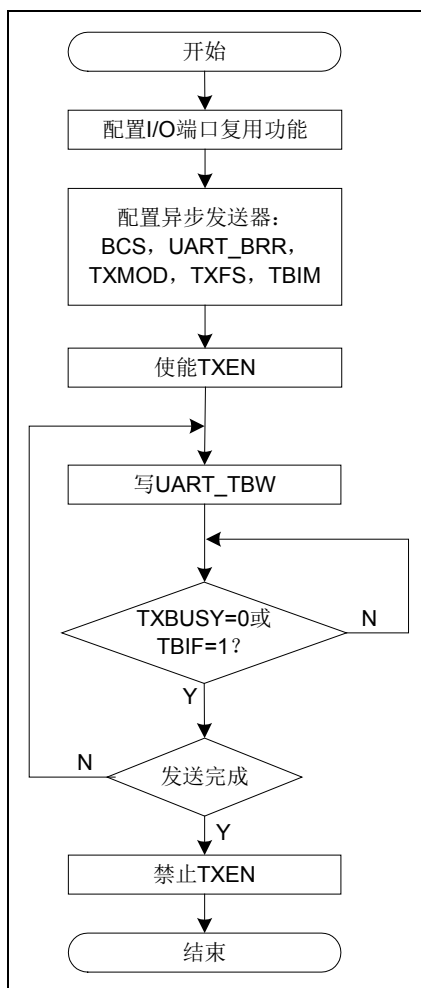 开始
配置I/O端口复用功能
配置异步发送器：
BCS，UART_BRR，
TXMOD，TXFS，TBIM
使能TXEN
写UART_TBW
TXBUSY=0或
TBIF=1？
N
Y
发送完成
N
Y
禁止TXEN
结束